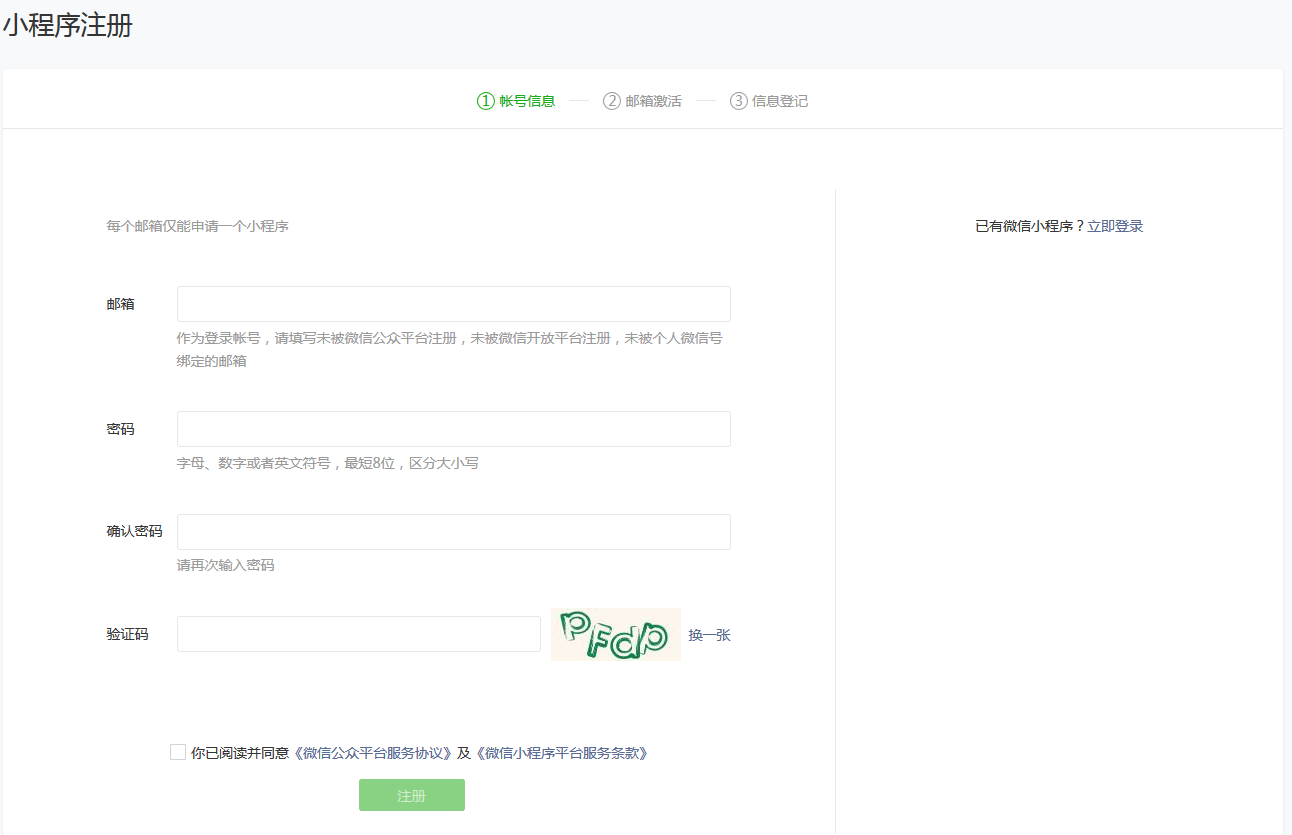 小程序注册
① 帐号信息 ② 邮箱激活 ③ 信息登记
每个邮箱仅能申请一个小程序
已有微信小程序？立即登录
邮箱
作为登录帐号，请填写未被微信公众平台注册，未被微信开放平台注册，未被个人微信号
绑定的邮箱
密码
字母、数字或者英文符号，最短8位，区分大小写
确认密码
请再次输入密码
验证码 PFdp 换一张
你已阅读并同意《微信公众平台服务协议》及《微信小程序平台服务条款》
注册